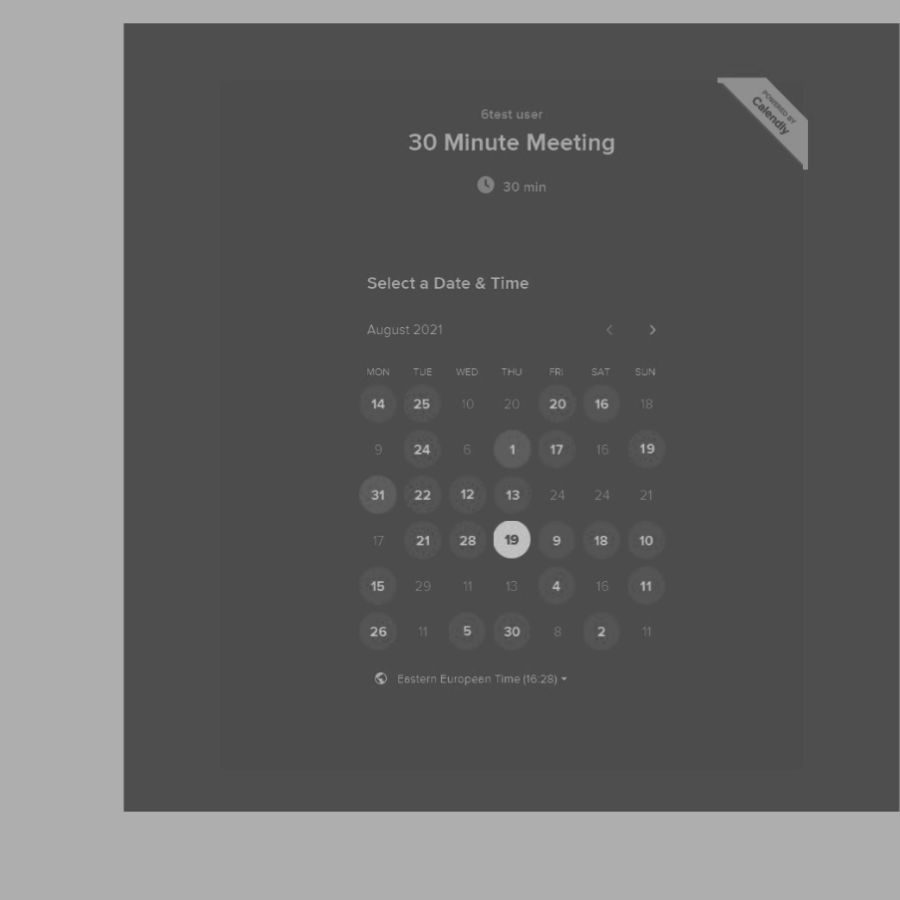 POWERED BY
Calendly
6test user
30 Minute Meeting
30 min
Select a Date & Time
August 2021
MON TUE WED THU FRI SAT SUN
14 25 10 20 20 16 18
9 24 6 1 17 16 19
31 22 12 13 24 24 21
17 21 28 19 9 18 10
15 29 11 13 4 16 11
26 11 5 30 8 2 11
Eastern European Time (16:28)